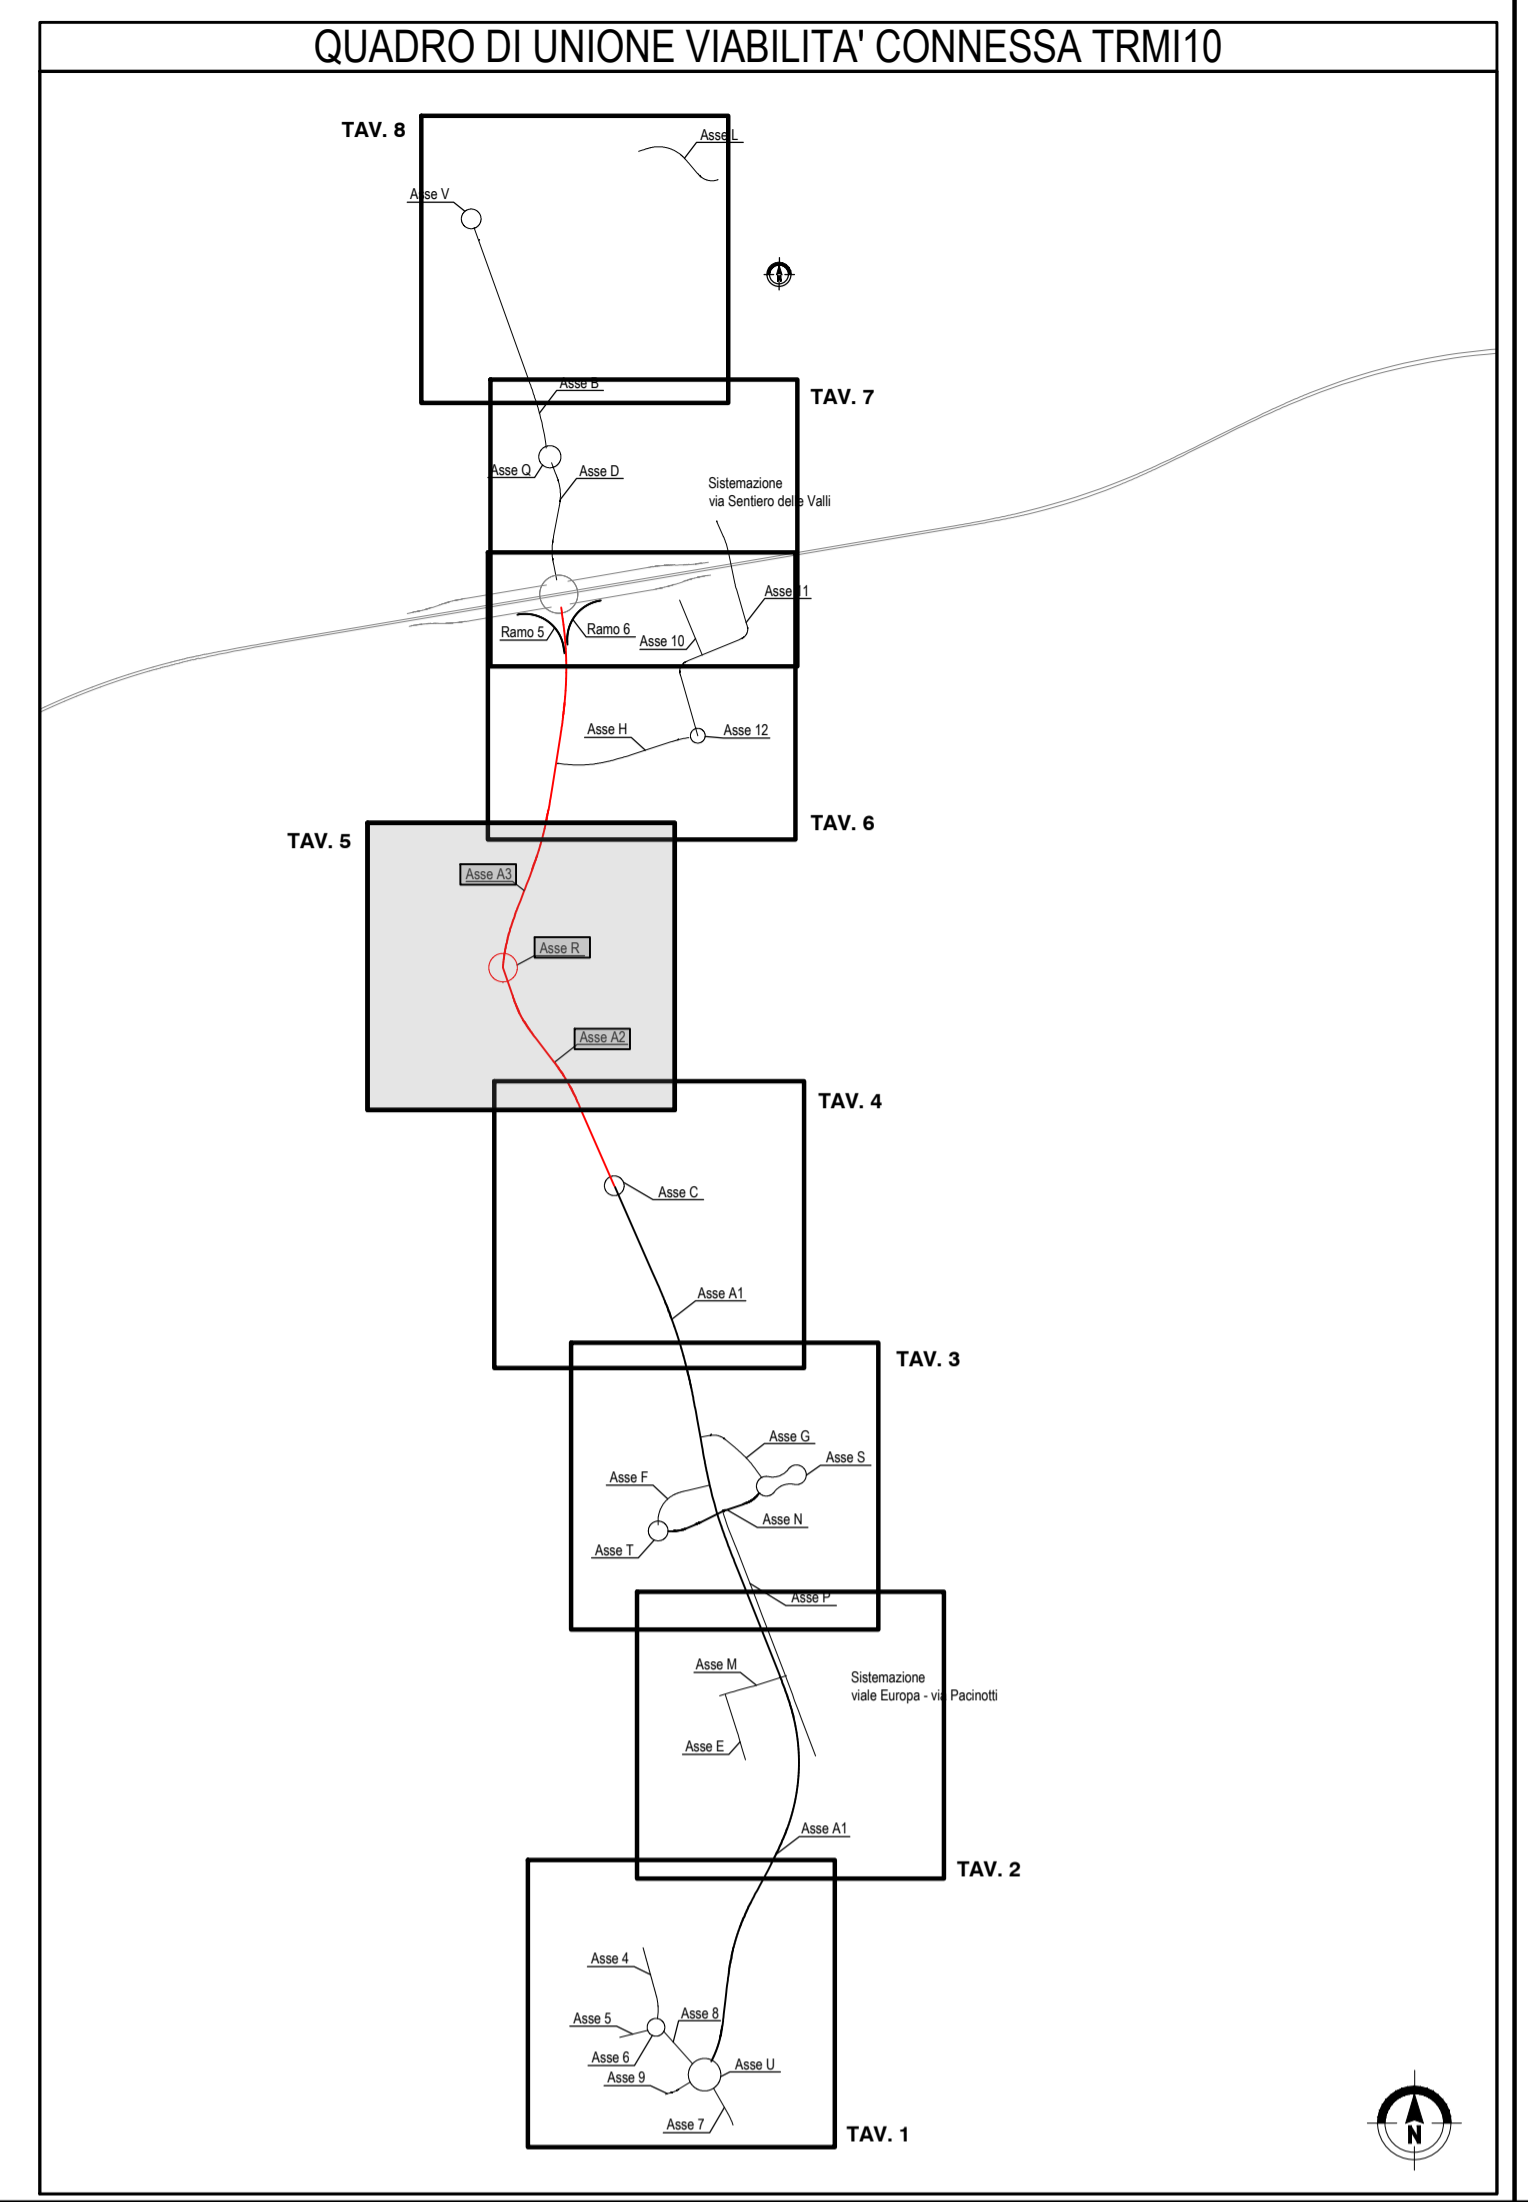 QUADRO DI UNIONE VIABILITA' CONNESSA TRMI10
TAV. 8
Asse L
Asse V
N
Asse B
TAV. 7
Asse Q
Asse D
Sistemazione
via Sentiero delle Valli
Asse 11
Ramo 5
Ramo 6
Asse 10
Asse H
Asse 12
TAV. 6
TAV. 5
Asse A3
Asse R
Asse A2
TAV. 4
Asse C
Asse A1
TAV. 3
Asse G
Asse S
Asse F
Asse N
Asse T
Asse P
Asse M
Sistemazione
viale Europa - via Pacinotti
Asse E
Asse A1
TAV. 2
Asse 4
Asse 5
Asse 8
Asse 6
Asse U
Asse 9
Asse 7
TAV. 1
N